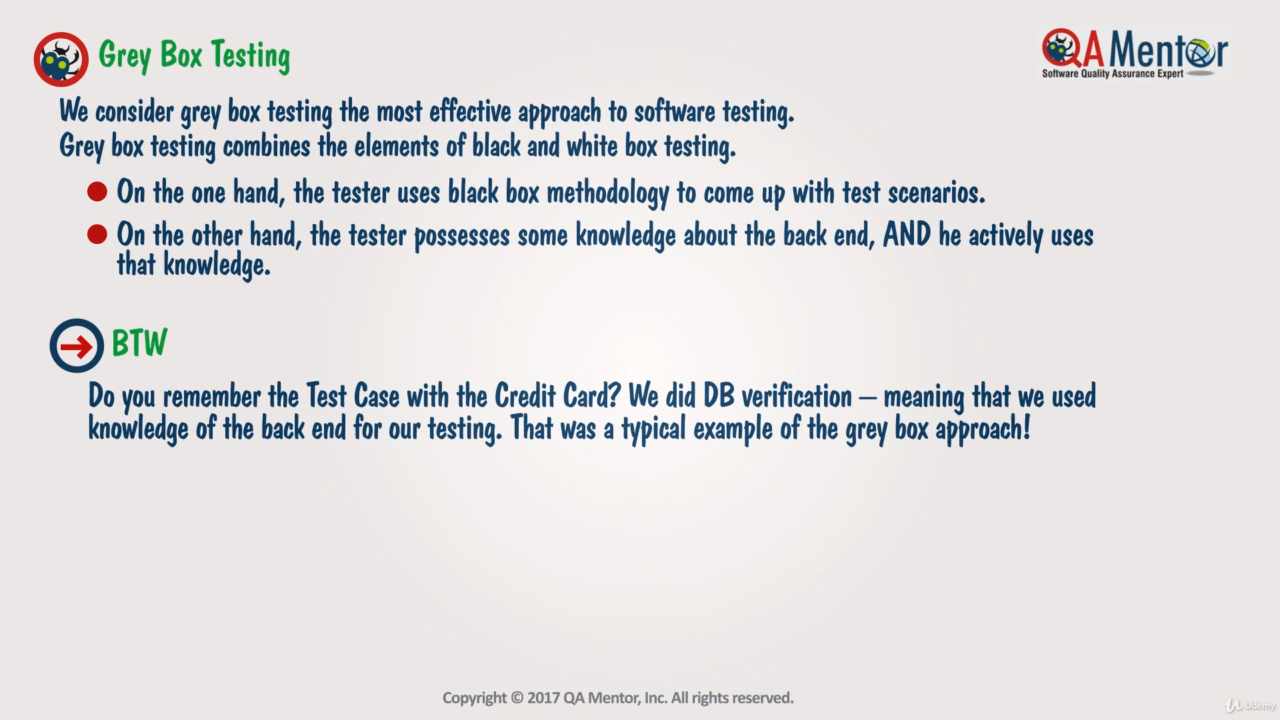 Grey Box Testing
QA Mentor
Software Quality Assurance Expert
We consider grey box testing the most effective approach to software testing.
Grey box testing combines the elements of black and white box testing.
On the one hand, the tester uses black box methodology to come up with test scenarios.
On the other hand, the tester possesses some knowledge about the back end, AND he actively uses
that knowledge.
BTW
Do you remember the Test Case with the Credit Card? We did DB verification – meaning that we used
knowledge of the back end for our testing. That was a typical example of the grey box approach!
Copyright © 2017 QA Mentor, Inc. All rights reserved.
Udemy